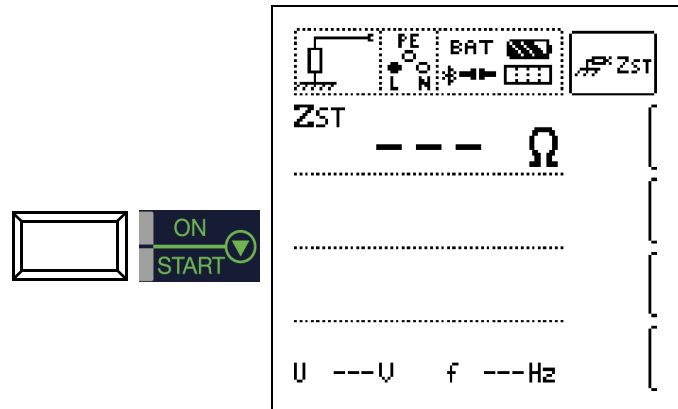 PE
BAT
L N
ZST
ZST
--- Ω
ON
START
U ---V f ---Hz